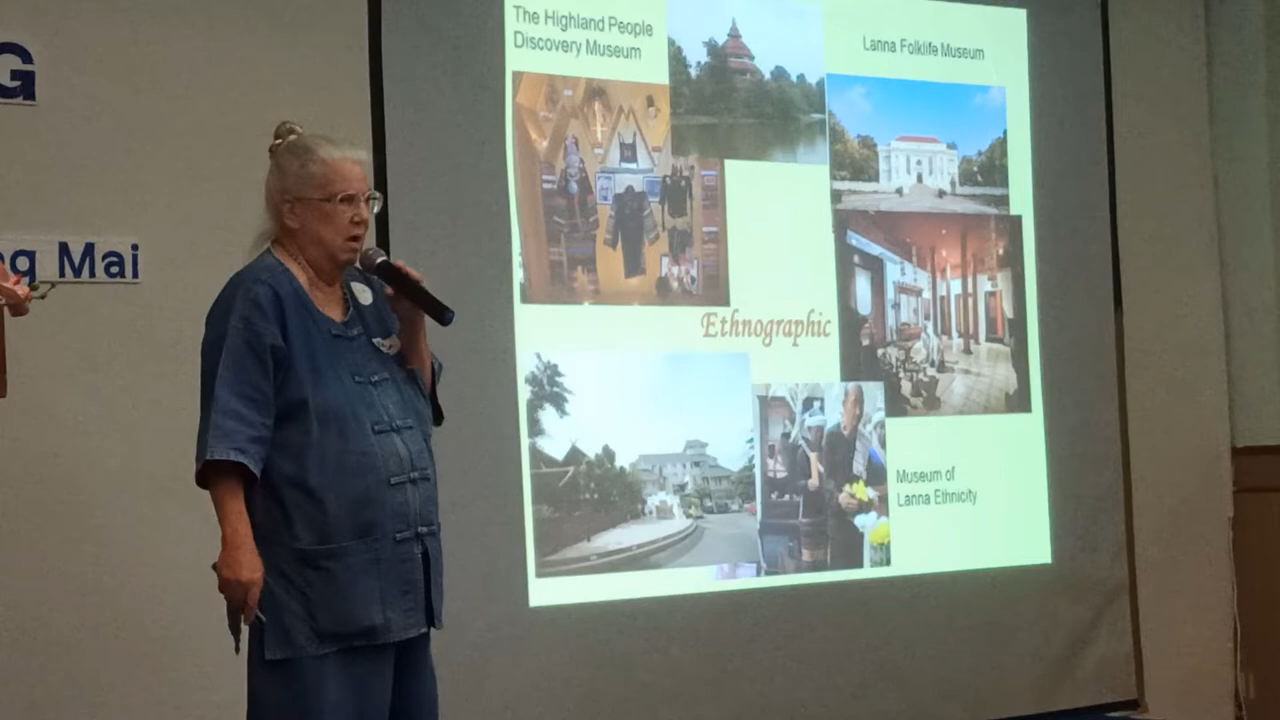 G
ng Mai
The Highland People
Discovery Museum
Lanna Folklife Museum
Ethnographic
Museum of
Lanna Ethnicity